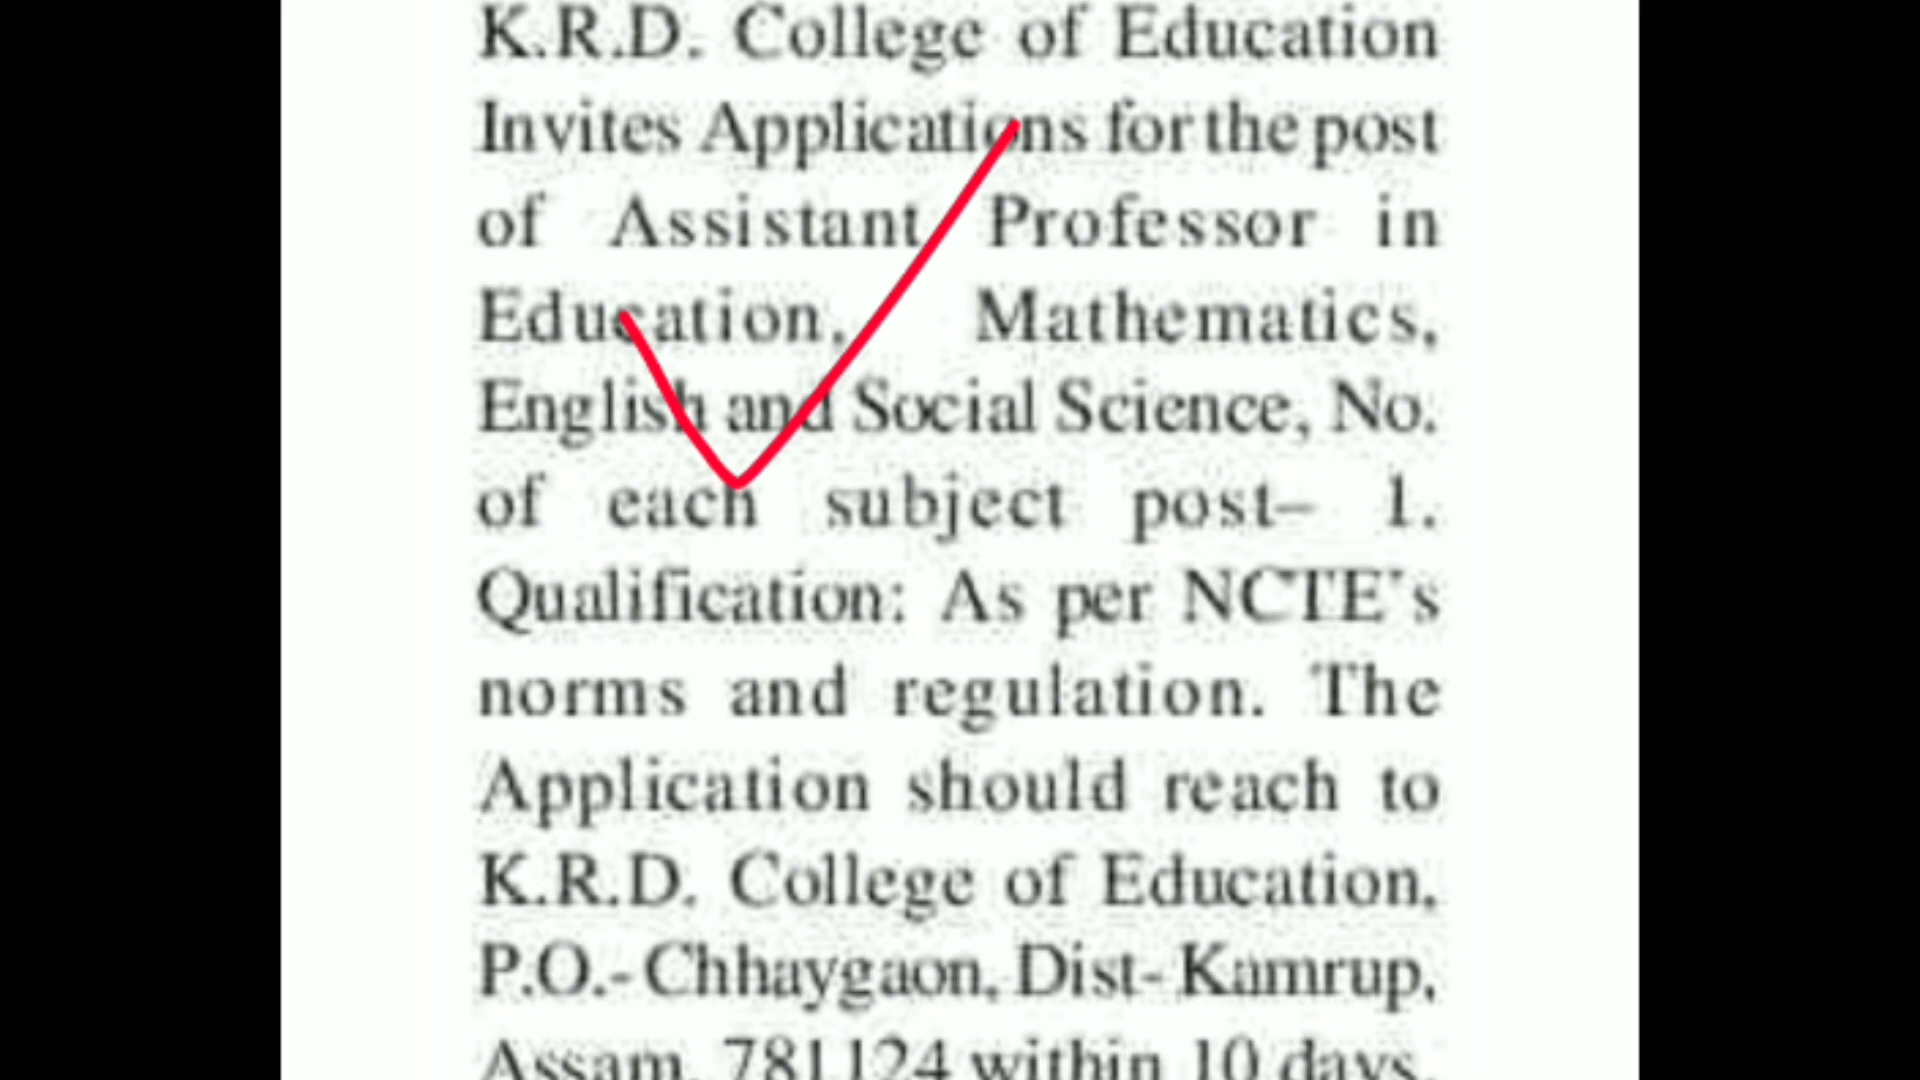 K.R.D. College of Education
Invites Applications for the post
of Assistant Professor in
Education, Mathematics,
English and Social Science, No.
of each subject post– 1.
Qualification: As per NCTE's
norms and regulation. The
Application should reach to
K.R.D. College of Education,
P.O.- Chhaygaon, Dist- Kamrup,
Assam, 781124 within 10 days.